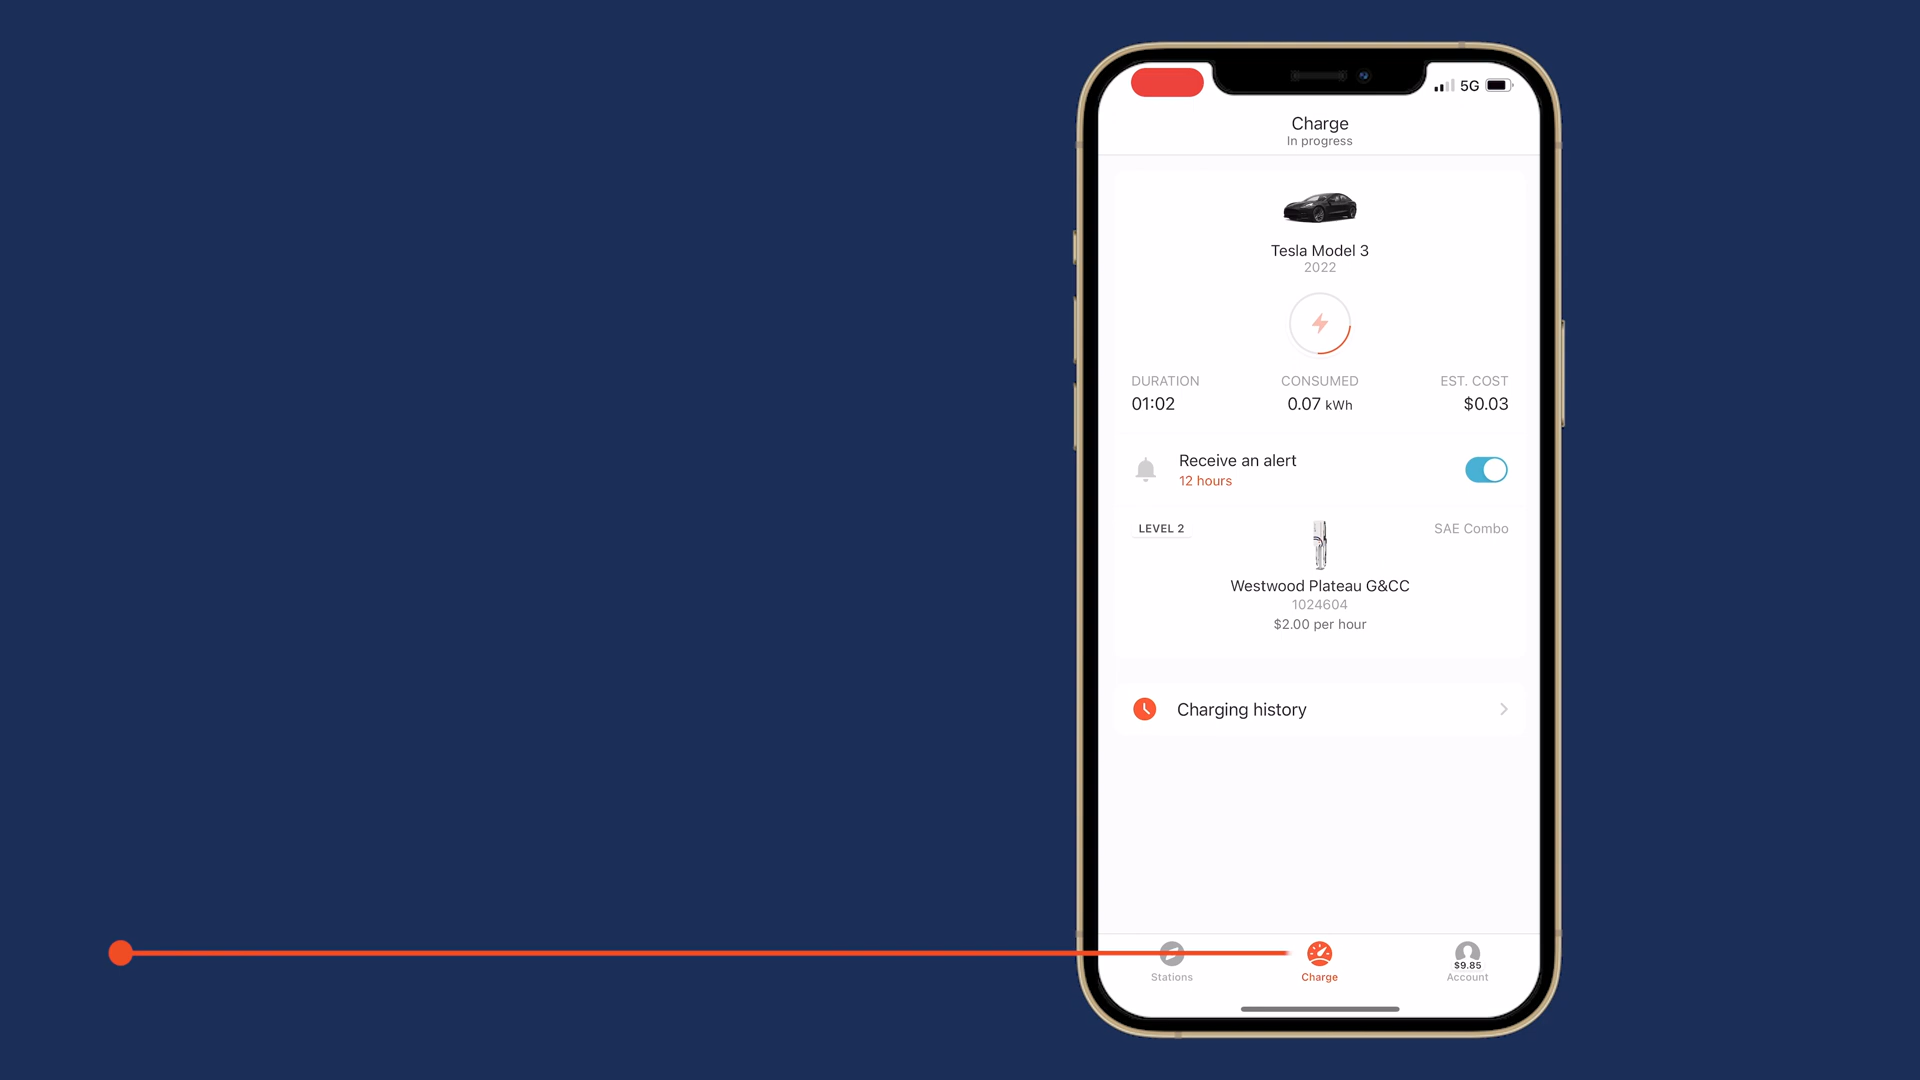 5G
Charge
In progress
Tesla Model 3
2022
DURATION CONSUMED EST. COST
01:02 0.07 kWh $0.03
Receive an alert
12 hours
LEVEL 2 SAE Combo
Westwood Plateau G&CC
1024604
$2.00 per hour
Charging history
$9.85
Stations Charge Account